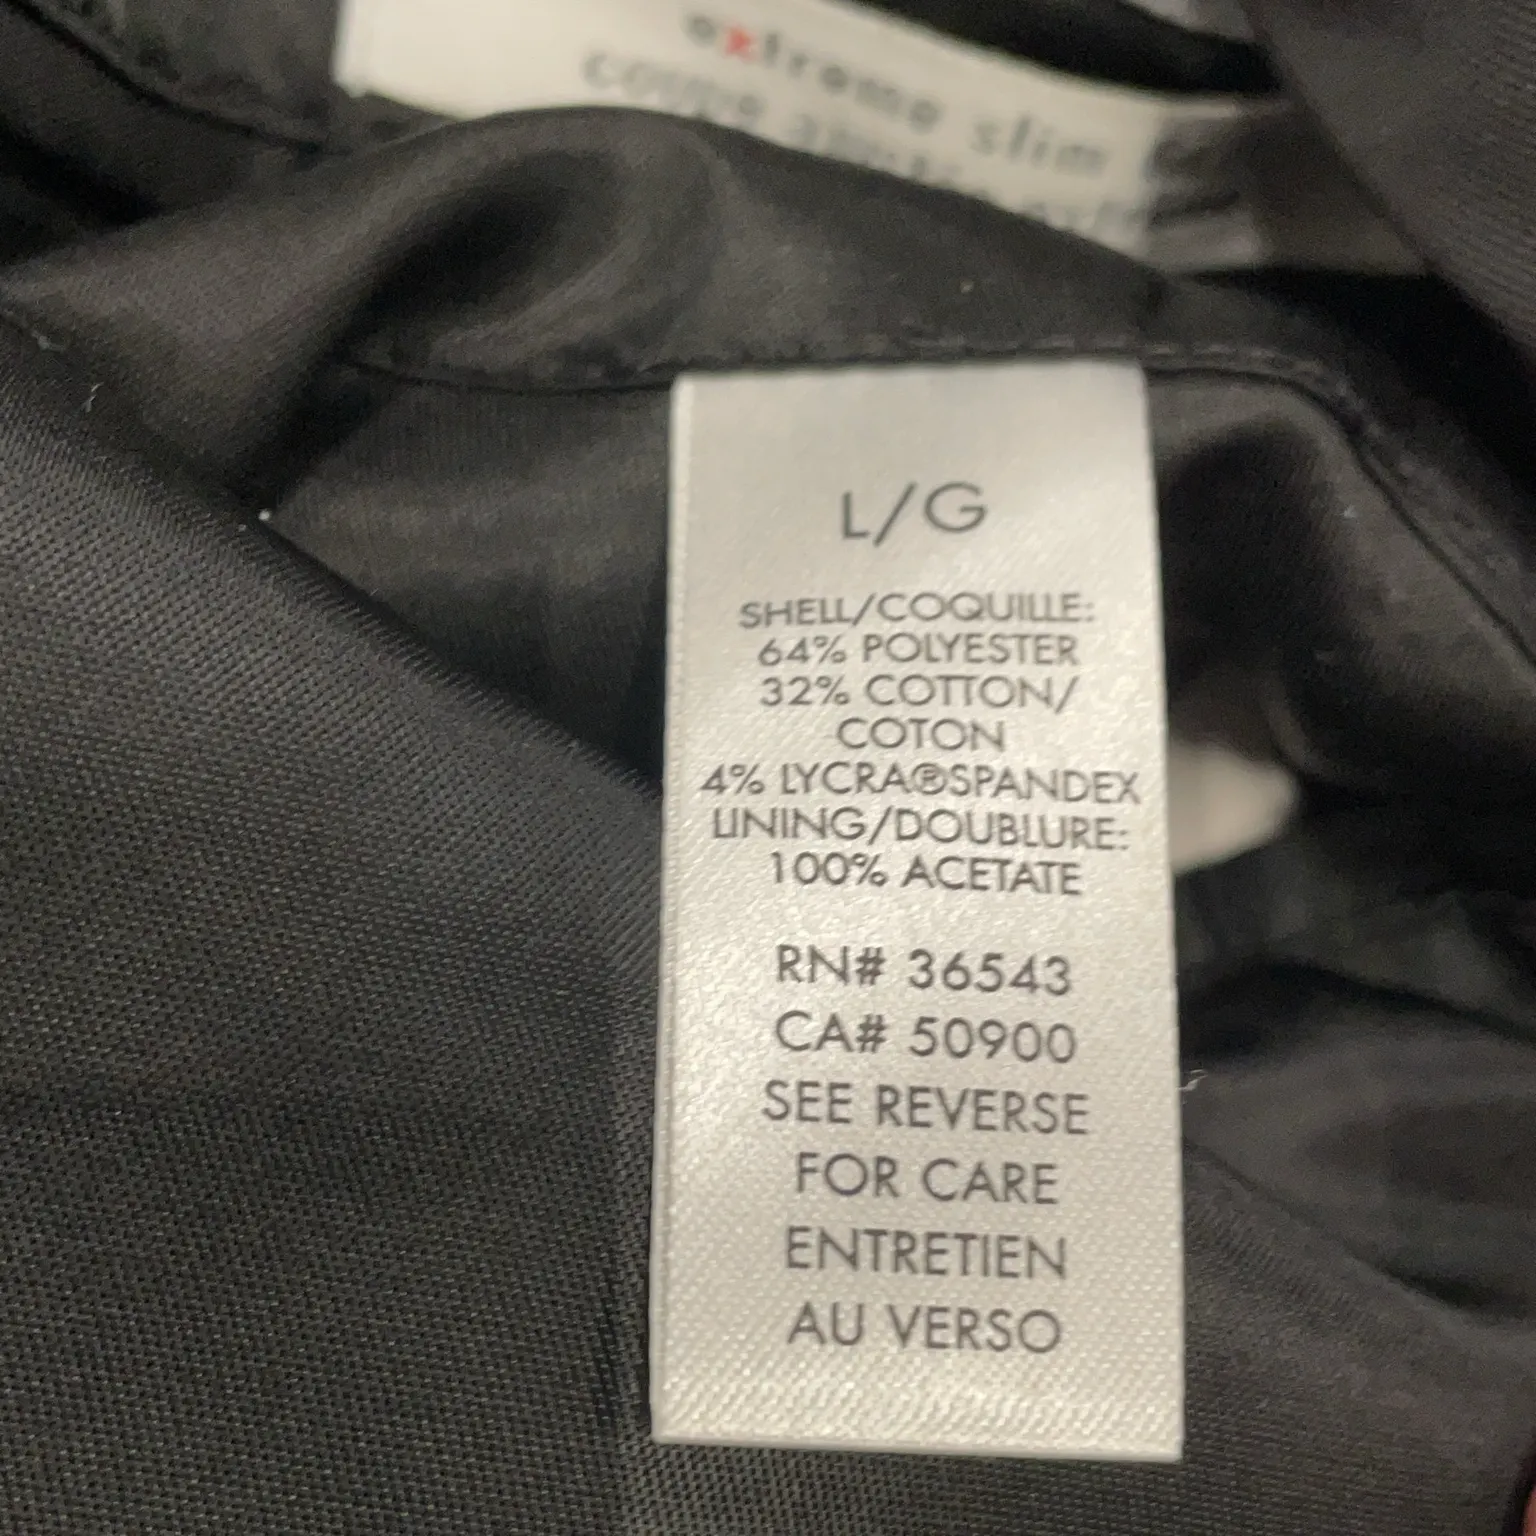 extreme slim
coupe
L/G
SHELL/COQUILLE:
64% POLYESTER
32% COTTON/
COTON
4% LYCRA®SPANDEX
LINING/DOUBLURE:
100% ACETATE
RN# 36543
CA# 50900
SEE REVERSE
FOR CARE
ENTRETIEN
AU VERSO